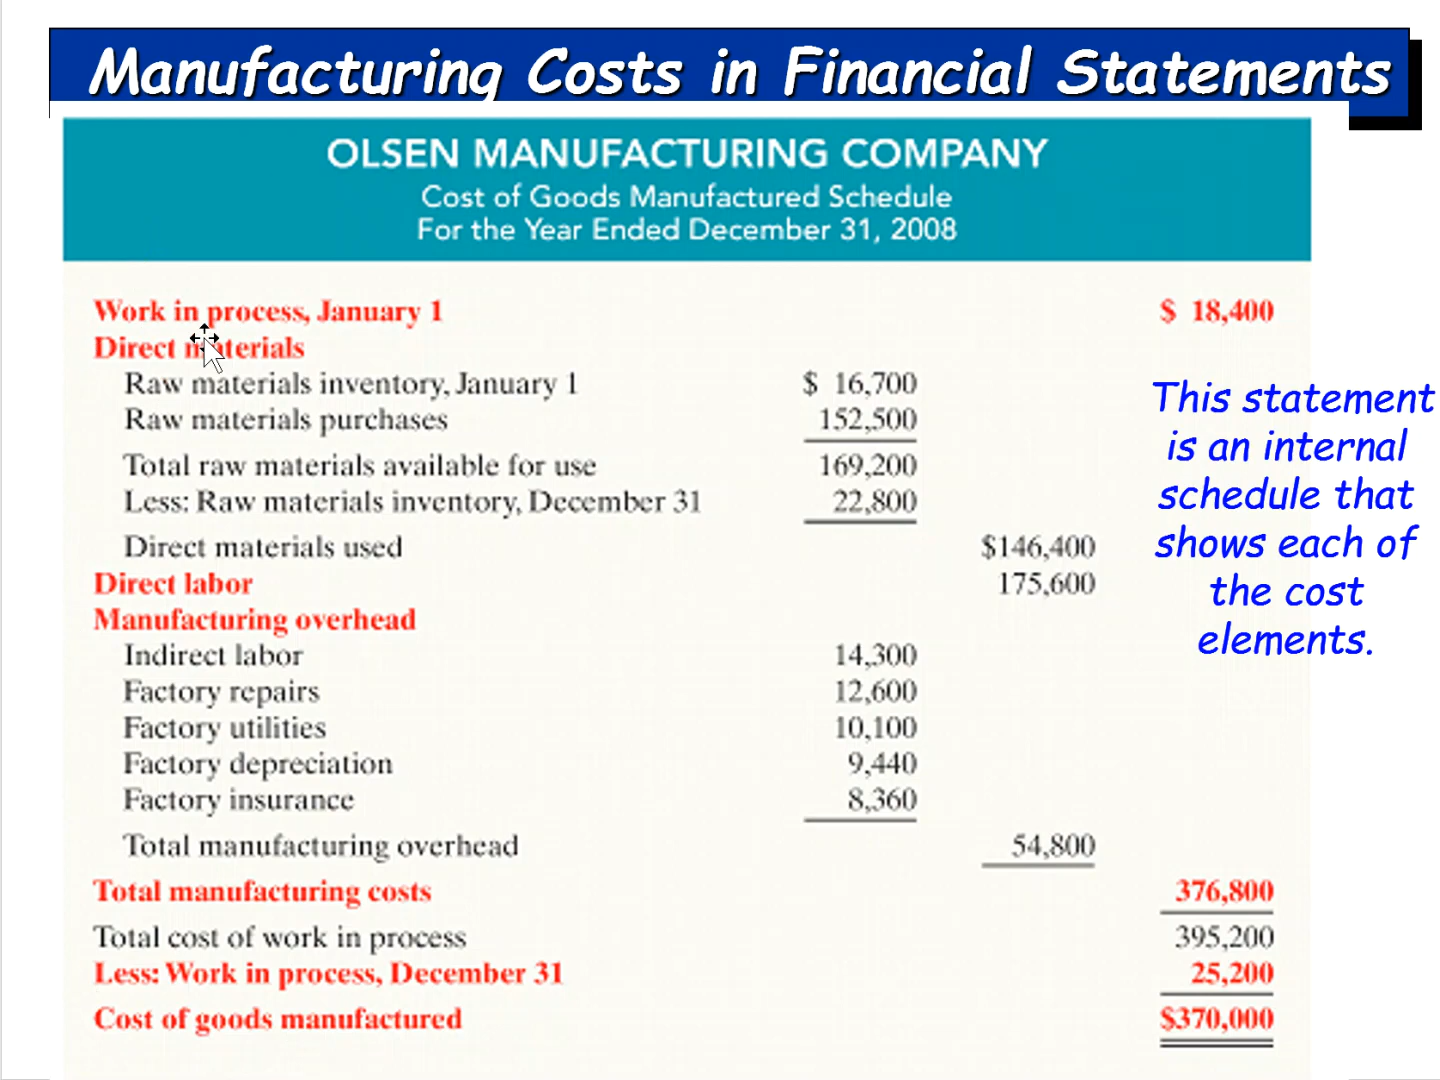 Manufacturing Costs in Financial Statements
OLSEN MANUFACTURING COMPANY
Cost of Goods Manufactured Schedule
For the Year Ended December 31, 2008
Work in process, January 1 $ 18,400
Direct materials
Raw materials inventory, January 1 $ 16,700
Raw materials purchases 152,500
Total raw materials available for use 169,200
Less: Raw materials inventory, December 31 22,800
Direct materials used $146,400
Direct labor 175,600
Manufacturing overhead
Indirect labor 14,300
Factory repairs 12,600
Factory utilities 10,100
Factory depreciation 9,440
Factory insurance 8,360
Total manufacturing overhead 54,800
Total manufacturing costs 376,800
Total cost of work in process 395,200
Less: Work in process, December 31 25,200
Cost of goods manufactured $370,000
This statement
is an internal
schedule that
shows each of
the cost
elements.